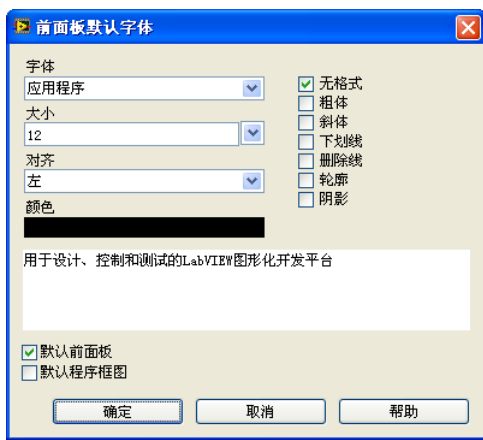 前面板默认字体
字体
应用程序
大小
12
对齐
左
颜色
无格式
粗体
斜体
下划线
删除线
轮廓
阴影
用于设计、控制和测试的LabVIEW图形化开发平台
默认前面板
默认程序框图
确定
取消
帮助